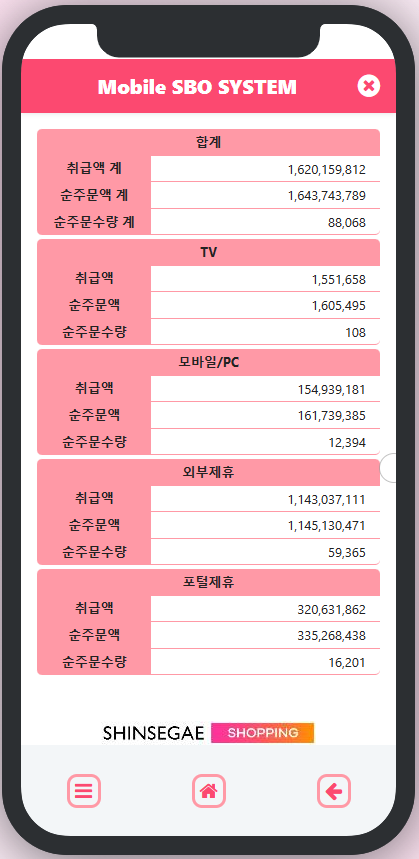 Mobile SBO SYSTEM
합계
취급액 계 1,620,159,812
순주문액 계 1,643,743,789
순주문수량 계 88,068
TV
취급액 1,551,658
순주문액 1,605,495
순주문수량 108
모바일/PC
취급액 154,939,181
순주문액 161,739,385
순주문수량 12,394
외부제휴
취급액 1,143,037,111
순주문액 1,145,130,471
순주문수량 59,365
포털제휴
취급액 320,631,862
순주문액 335,268,438
순주문수량 16,201
SHINSEGAE SHOPPING